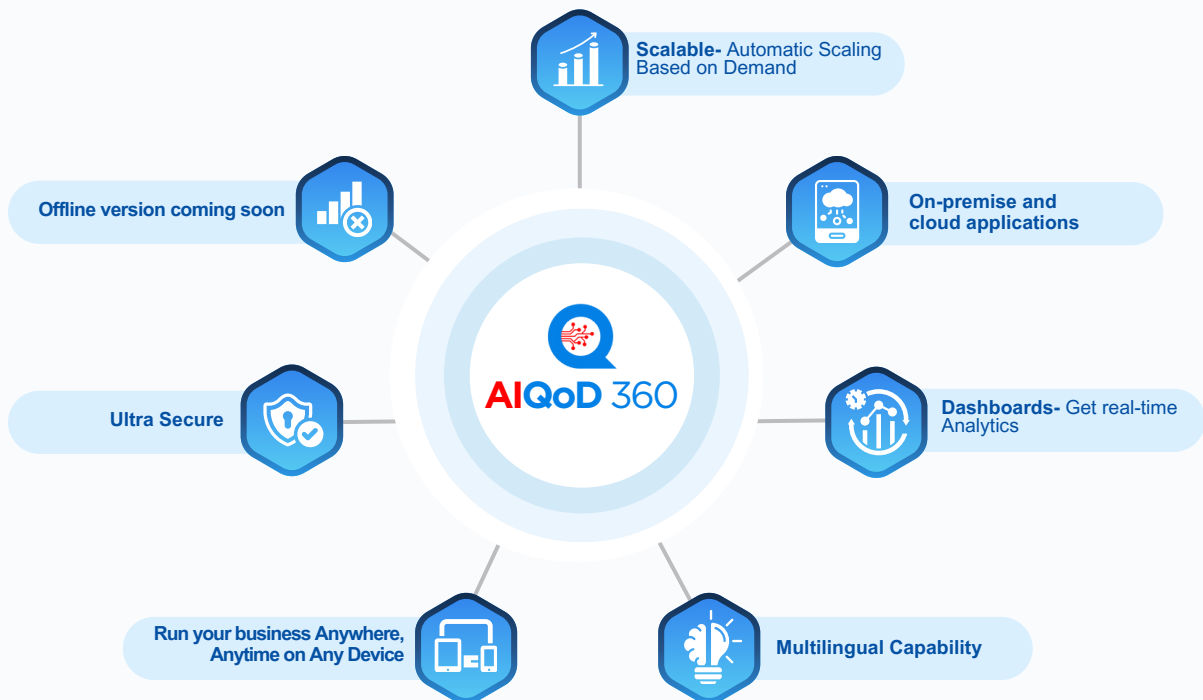 Scalable- Automatic Scaling
Based on Demand
Offline version coming soon
On-premise and
cloud applications
AIQoD 360
Ultra Secure
Dashboards- Get real-time
Analytics
Run your business Anywhere,
Anytime on Any Device
Multilingual Capability